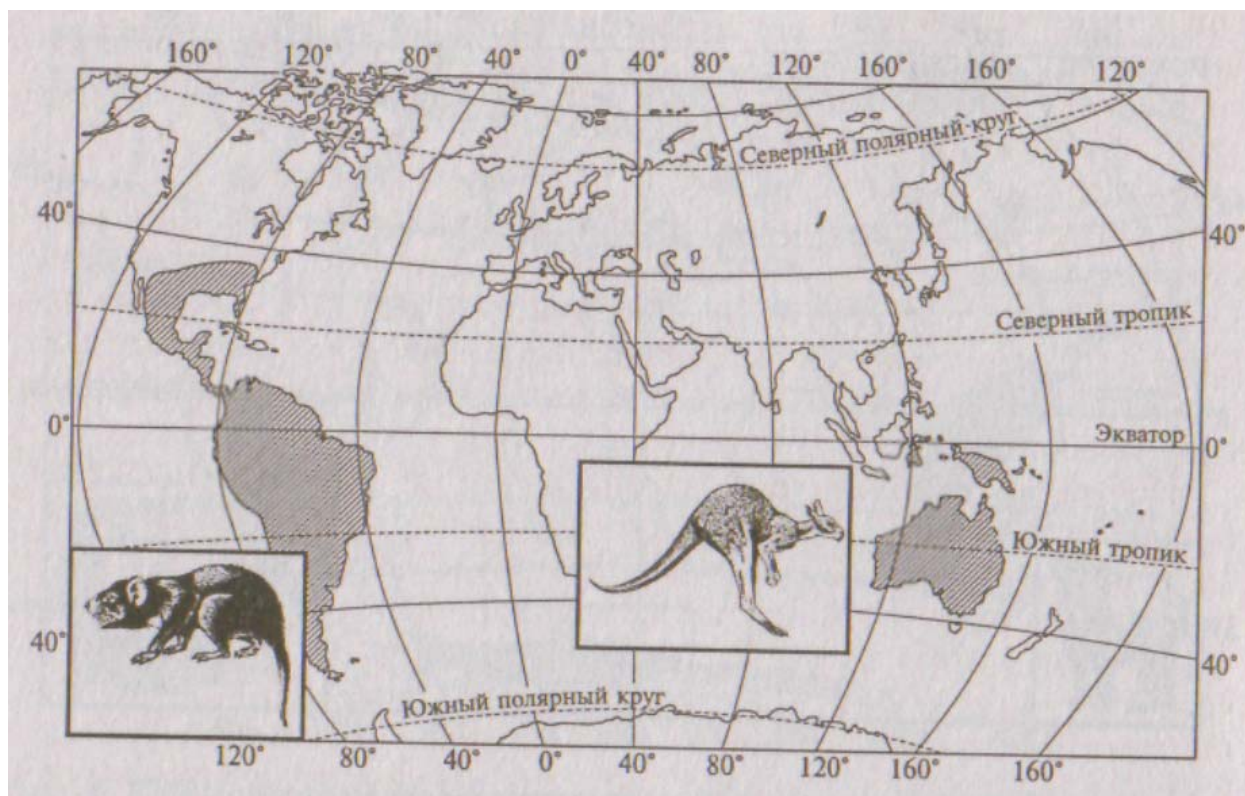 160° 120° 80° 40° 0° 40° 80° 120° 160° 160° 120°
Северный полярный круг
40° 40°
Северный тропик
0° Экватор 0°
Южный тропик
40° 40°
Южный полярный круг
120° 80° 40° 0° 40° 80° 120° 160° 160°